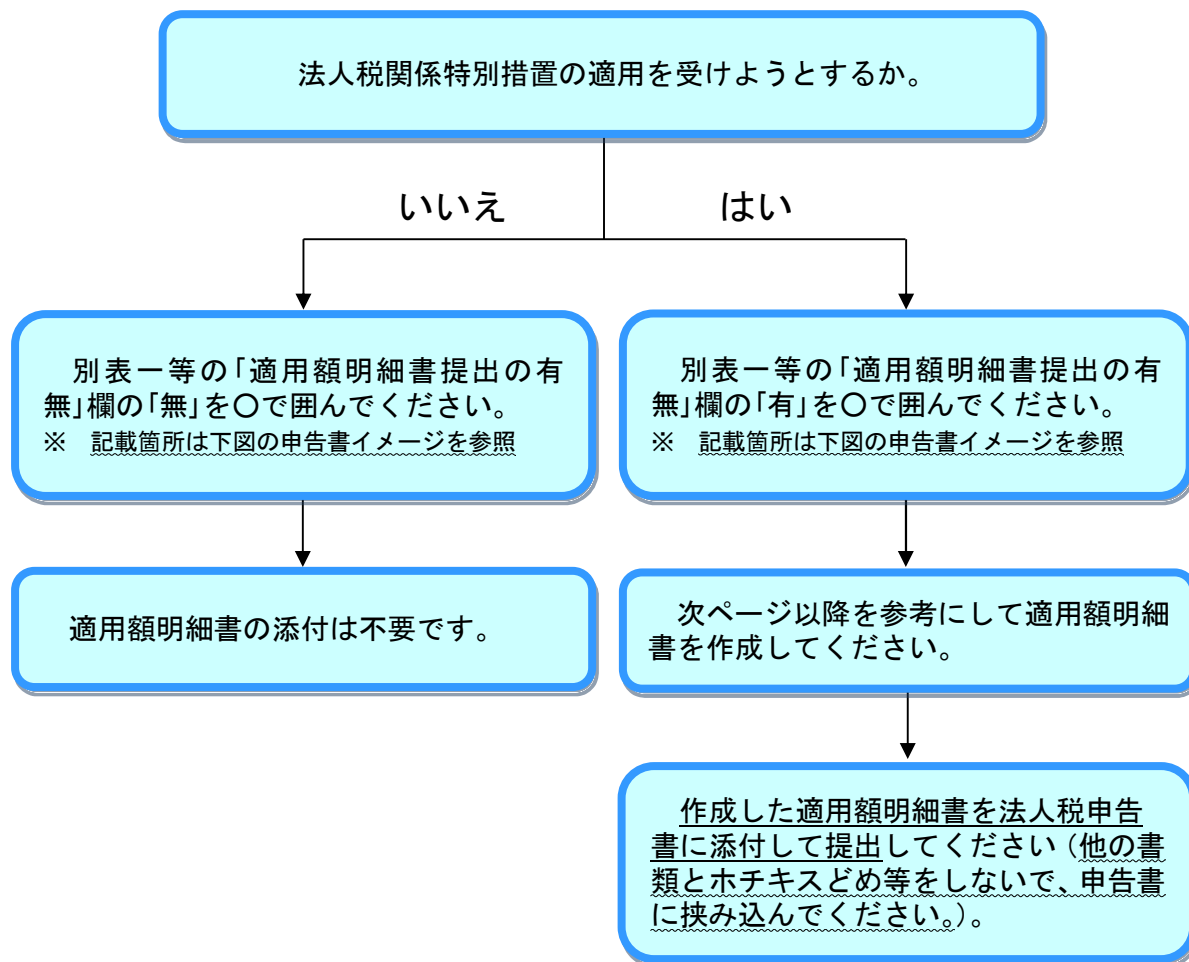 法人税関係特別措置の適用を受けようとするか。
いいえ
はい
別表一等の「適用額明細書提出の有
無」欄の「無」を〇で囲んでください。
※ 記載箇所は下図の申告書イメージを参照
別表一等の「適用額明細書提出の有
無」欄の「有」を〇で囲んでください。
※ 記載箇所は下図の申告書イメージを参照
適用額明細書の添付は不要です。
次ページ以降を参考にして適用額明細
書を作成してください。
作成した適用額明細書を法人税申告
書に添付して提出してください（他の書
類とホチキスどめ等をしないで、申告書
に挟み込んでください。）。